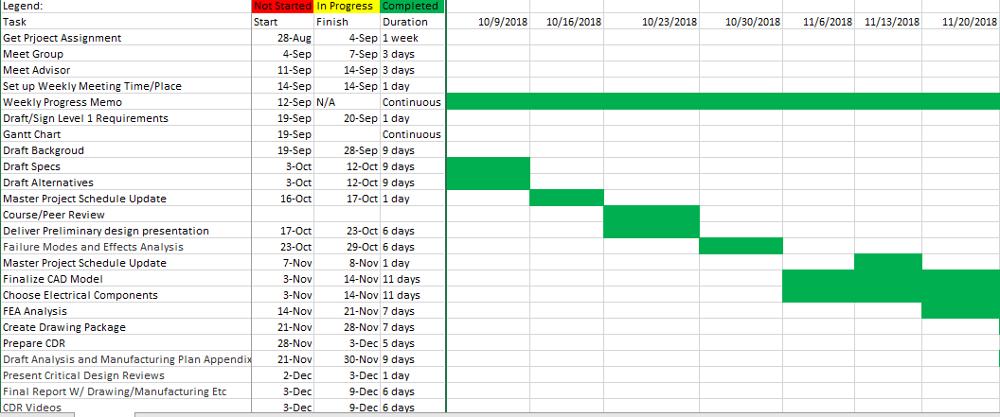 Legend: Not Started In Progress Completed
Task Start Finish Duration 10/9/2018 10/16/2018 10/23/2018 10/30/2018 11/6/2018 11/13/2018 11/20/2018
Get Prjoect Assignment 28-Aug 4-Sep 1 week
Meet Group 4-Sep 7-Sep 3 days
Meet Advisor 11-Sep 14-Sep 3 days
Set up Weekly Meeting Time/Place 14-Sep 14-Sep 1 day
Weekly Progress Memo 12-Sep N/A Continuous
Draft/Sign Level 1 Requirements 19-Sep 20-Sep 1 day
Gantt Chart 19-Sep Continuous
Draft Backgroud 19-Sep 28-Sep 9 days
Draft Specs 3-Oct 12-Oct 9 days
Draft Alternatives 3-Oct 12-Oct 9 days
Master Project Schedule Update 16-Oct 17-Oct 1 day
Course/Peer Review
Deliver Preliminary design presentation 17-Oct 23-Oct 6 days
Failure Modes and Effects Analysis 23-Oct 29-Oct 6 days
Master Project Schedule Update 7-Nov 8-Nov 1 day
Finalize CAD Model 3-Nov 14-Nov 11 days
Choose Electrical Components 3-Nov 14-Nov 11 days
FEA Analysis 14-Nov 21-Nov 7 days
Create Drawing Package 21-Nov 28-Nov 7 days
Prepare CDR 28-Nov 3-Dec 5 days
Draft Analysis and Manufacturing Plan Appendix 21-Nov 30-Nov 9 days
Present Critical Design Reviews 2-Dec 3-Dec 1 day
Final Report W/ Drawing/Manufacturing Etc 3-Dec 9-Dec 6 days
CDR Videos 3-Dec 9-Dec 6 days